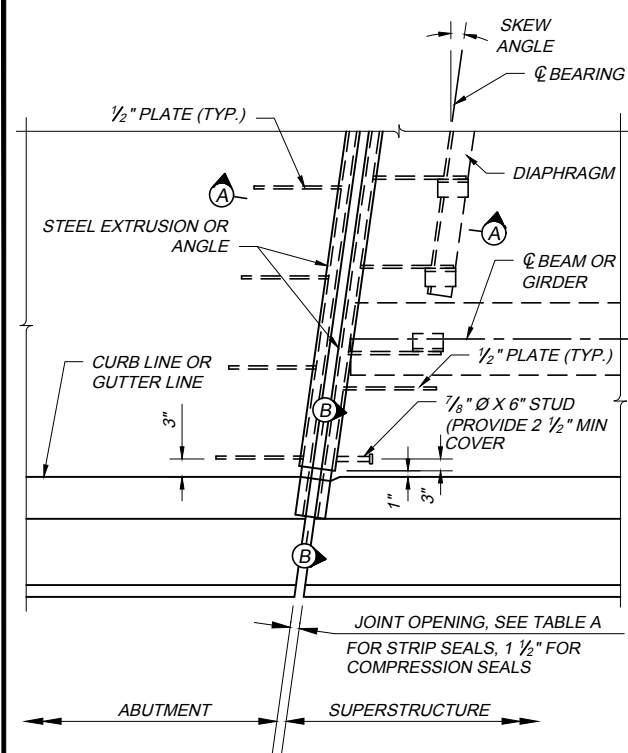 SKEW
ANGLE
℄ BEARING
½" PLATE (TYP.)
DIAPHRAGM
A
A
STEEL EXTRUSION OR
ANGLE
℄ BEAM OR
GIRDER
½" PLATE (TYP.)
CURB LINE OR
GUTTER LINE
3"
B
⅞" Ø X 6" STUD
(PROVIDE 2 ½" MIN
COVER
1"
3"
B
JOINT OPENING, SEE TABLE A
FOR STRIP SEALS, 1 ½" FOR
COMPRESSION SEALS
ABUTMENT
SUPERSTRUCTURE